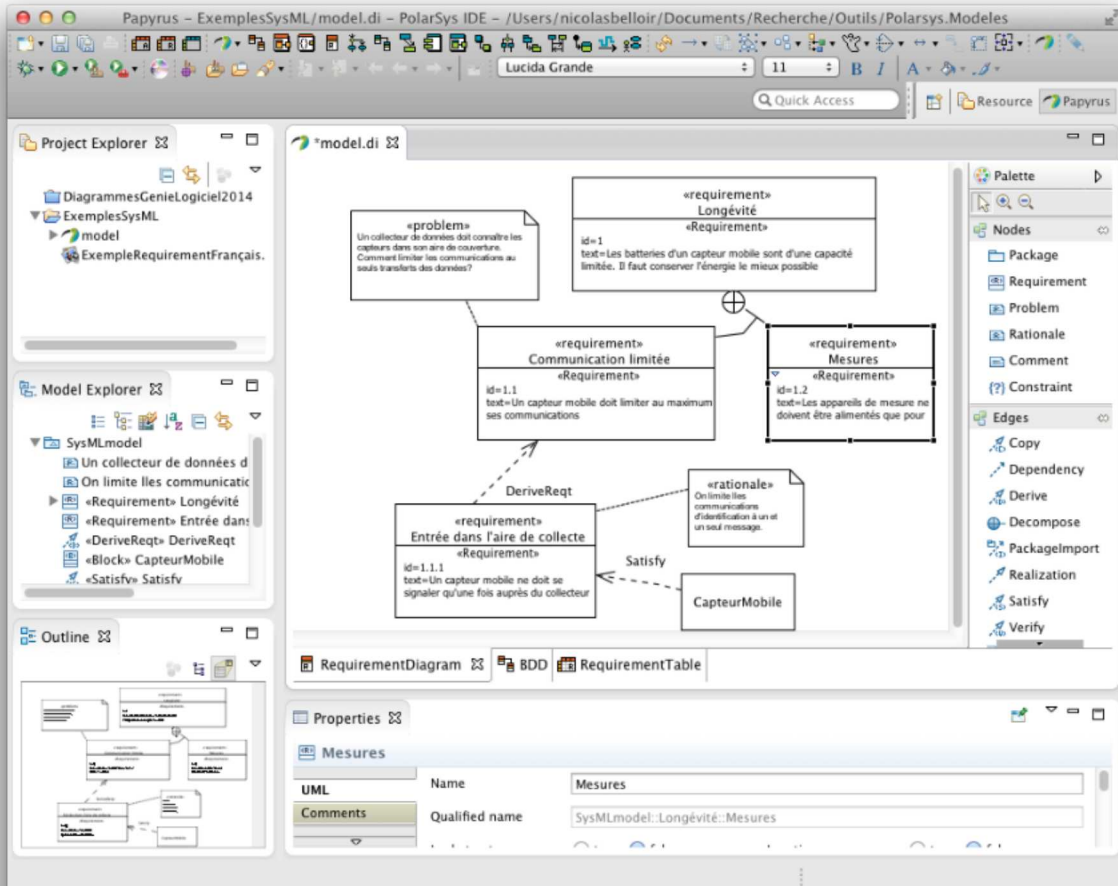 Papyrus - ExemplesSysML/model.di - PolarSys IDE - /Users/nicolasbelloir/Documents/Recherche/Outils/Polarsys.Modeles
Lucida Grande
11
B I A
Quick Access
Resource
Papyrus
Project Explorer
DiagrammesGenieLogiciel2014
ExemplesSysML
model
ExempleRequirementFrançais.
Model Explorer
SysMLmodel
Un collecteur de données d
On limite lles communicatio
«Requirement» Longévité
«Requirement» Entrée dans
«DeriveReqt» DeriveReqt
«Block» CapteurMobile
«Satisfy» Satisfy
Outline
*model.di
«problem»
Un collecteur de données doit connaître les
capteurs dans son aire de couverture.
Comment limiter les communications au
seuls transferts des données?
«requirement»
Longévité
«Requirement»
id=1
text=Les batteries d'un capteur mobile sont d'une capacité
limitée. Il faut conserver l'énergie le mieux possible
«requirement»
Communication limitée
«Requirement»
id=1.1
text=Un capteur mobile doit limiter au maximum
ses communications
«requirement»
Mesures
«Requirement»
id=1.2
text=Les appareils de mesure ne
doivent être alimentés que pour
DeriveReqt
«rationale»
On limite lles
communications
d'identification à un et
un seul message.
«requirement»
Entrée dans l'aire de collecte
«Requirement»
id=1.1.1
text=Un capteur mobile ne doit se
signaler qu'une fois auprès du collecteur
Satisfy
CapteurMobile
Palette
Nodes
Package
Requirement
Problem
Rationale
Comment
Constraint
Edges
Copy
Dependency
Derive
Decompose
PackageImport
Realization
Satisfy
Verify
RequirementDiagram
BDD
RequirementTable
Properties
Mesures
UML
Comments
Name
Mesures
Qualified name
SysMLmodel::Longévité::Mesures